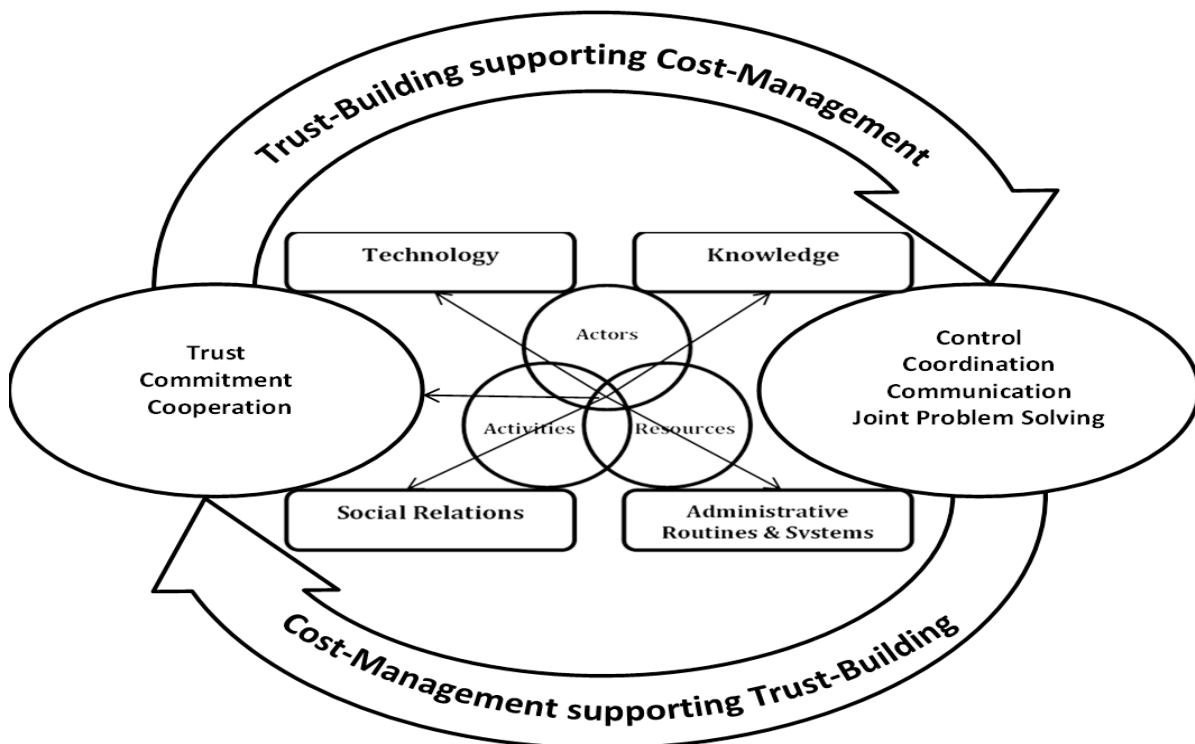 Trust-Building supporting Cost-Management
Technology
Knowledge
Actors
Trust
Commitment
Cooperation
Control
Coordination
Communication
Joint Problem Solving
Activities
Resources
Social Relations
Administrative
Routines & Systems
Cost-Management supporting Trust-Building